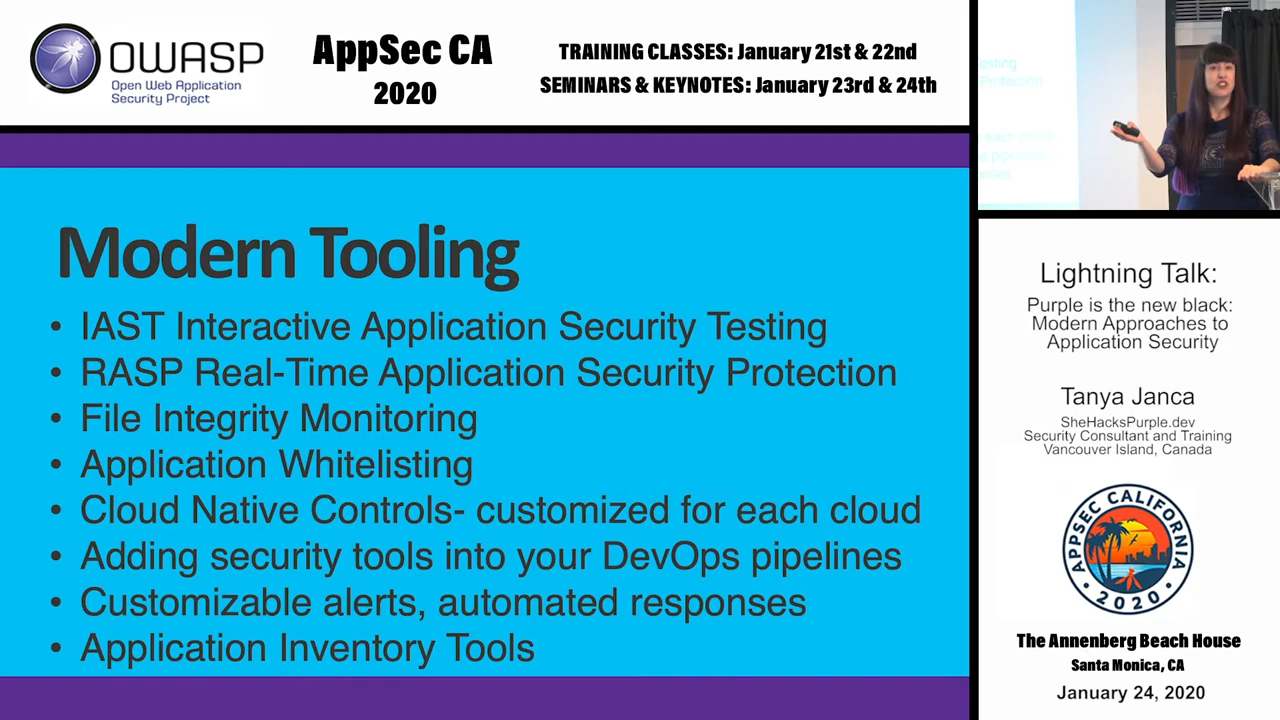 OWASP
Open Web Application
Security Project
AppSec CA
2020
TRAINING CLASSES: January 21st & 22nd
SEMINARS & KEYNOTES: January 23rd & 24th
Modern Tooling
• IAST Interactive Application Security Testing
• RASP Real-Time Application Security Protection
• File Integrity Monitoring
• Application Whitelisting
• Cloud Native Controls- customized for each cloud
• Adding security tools into your DevOps pipelines
• Customizable alerts, automated responses
• Application Inventory Tools
Lightning Talk:
Purple is the new black:
Modern Approaches to
Application Security
Tanya Janca
SheHacksPurple.dev
Security Consultant and Training
Vancouver Island, Canada
APPSEC CALIFORNIA
• 2020 •
The Annenberg Beach House
Santa Monica, CA
January 24, 2020